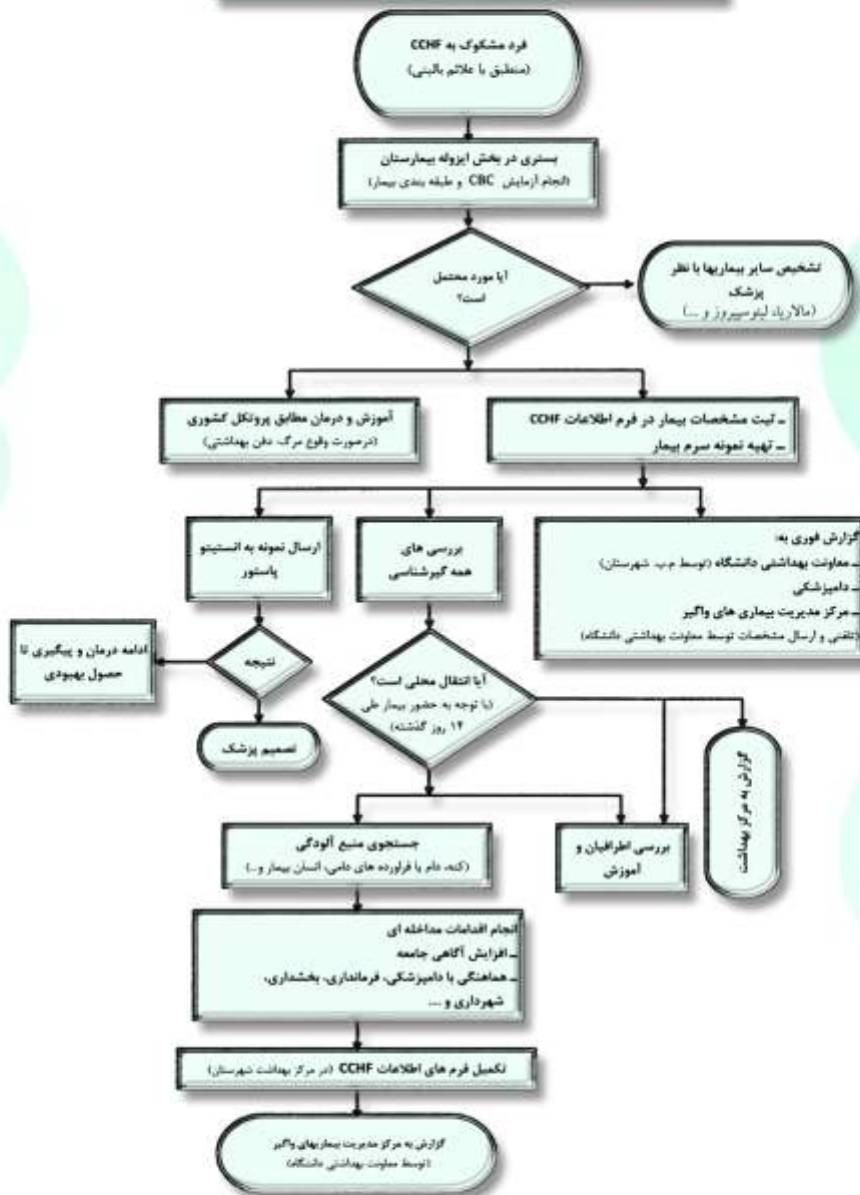 فرد مشکوک به CCHF
(منطبق با علائم بالینی)
بستری در بخش ایزوله بیمارستان
(انجام آزمایش CBC و طبقه بندی بیمار)
آیا مورد محتمل
است؟
تشخیص سایر بیماریها با نظر
پزشک
(مالاریا، لپتوسپیروز و ...)
آموزش و درمان مطابق پروتکل کشوری
(درصورت وقوع مرگ، دفن بهداشتی)
ـ ثبت مشخصات بیمار در فرم اطلاعات CCHF
ـ تهیه نمونه سرم بیمار
ارسال نمونه به انستیتو
پاستور
بررسی های
همه گیرشناسی
گزارش فوری به:
ـ معاونت بهداشتی دانشگاه (توسط م.ب. شهرستان)
ـ دامپزشکی
ـ مرکز مدیریت بیماری های واگیر
(تلفنی و ارسال مشخصات توسط معاونت بهداشتی دانشگاه)
ادامه درمان و پیگیری تا
حصول بهبودی
نتیجه
تصمیم پزشک
آیا انتقال محلی است؟
(با توجه به حضور بیمار طی
۱۴ روز گذشته)
گزارش به مرکز بهداشت
جستجوی منبع آلودگی
(کنه، دام یا فراورده های دامی، انسان بیمار و..)
بررسی اطرافیان و
آموزش
انجام اقدامات مداخله ای
ـ افزایش آگاهی جامعه
ـ هماهنگی با دامپزشکی، فرمانداری، بخشداری،
شهرداری و ....
تکمیل فرم های اطلاعات CCHF (در مرکز بهداشت شهرستان)
گزارش به مرکز مدیریت بیماریهای واگیر
(توسط معاونت بهداشتی دانشگاه)